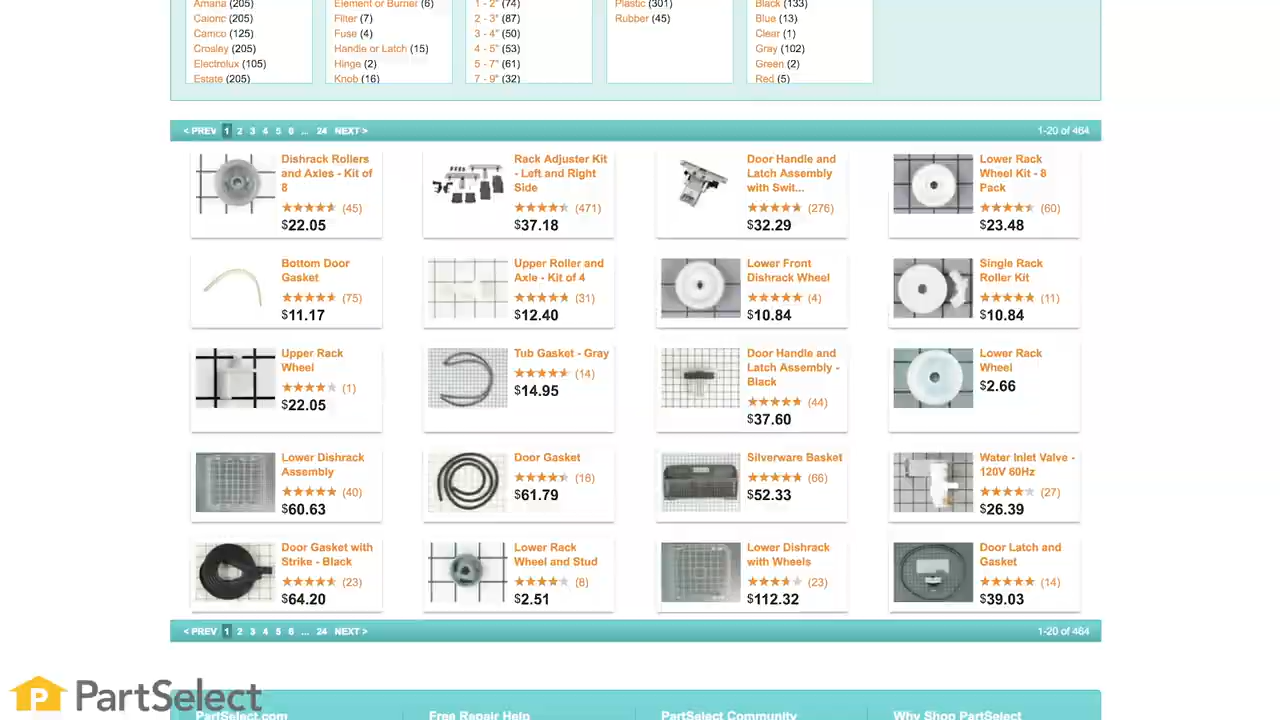 Amana (205)
Caloric (205)
Camco (125)
Crosley (205)
Electrolux (105)
Estate (205)
Element or Burner (6)
Filter (7)
Fuse (4)
Handle or Latch (15)
Hinge (2)
Knob (16)
1 - 2" (74)
2 - 3" (87)
3 - 4" (50)
4 - 5" (53)
5 - 7" (61)
7 - 9" (32)
Plastic (301)
Rubber (45)
Black (133)
Blue (13)
Clear (1)
Gray (102)
Green (2)
Red (5)
< PREV 1 2 3 4 5 6 ... 24 NEXT >
1-20 of 464
Dishrack Rollers
and Axles - Kit of
8
(45)
$22.05
Rack Adjuster Kit
- Left and Right
Side
(471)
$37.18
Door Handle and
Latch Assembly
with Swit...
(276)
$32.29
Lower Rack
Wheel Kit - 8
Pack
(60)
$23.48
Bottom Door
Gasket
(75)
$11.17
Upper Roller and
Axle - Kit of 4
(31)
$12.40
Lower Front
Dishrack Wheel
(4)
$10.84
Single Rack
Roller Kit
(11)
$10.84
Upper Rack
Wheel
(1)
$22.05
Tub Gasket - Gray
(14)
$14.95
Door Handle and
Latch Assembly -
Black
(44)
$37.60
Lower Rack
Wheel
$2.66
Lower Dishrack
Assembly
(40)
$60.63
Door Gasket
(18)
$61.79
Silverware Basket
(66)
$52.33
Water Inlet Valve -
120V 60Hz
(27)
$26.39
Door Gasket with
Strike - Black
(23)
$64.20
Lower Rack
Wheel and Stud
(8)
$2.51
Lower Dishrack
with Wheels
(23)
$112.32
Door Latch and
Gasket
(14)
$39.03
< PREV 1 2 3 4 5 6 ... 24 NEXT >
1-20 of 464
P PartSelect
PartSelect.com
Free Repair Help
PartSelect Community
Why Shop PartSelect